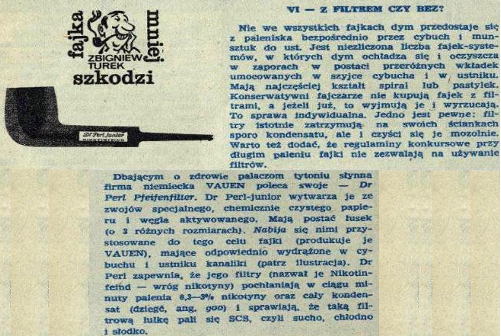 fajka
mniej
ZBIGNIEW
TUREK
szkodzi
Dr Perl junior
VI — Z FILTREM CZY BEZ?
Nie we wszystkich fajkach dym przedostaje się
z paleniska bezpośrednio przez cybuch i mun-
sztuk do ust. Jest niezliczona liczba fajek-syste-
mów, w których dym ochładza się i oczyszcza
w zaporach w postaci przeróżnych wkładek
umocowanych w szyjce cybucha i w ustniku.
Mają najczęściej kształt spiral lub pastylek.
Konserwatywni fajczarze nie kupują fajek z fil-
trami, a jeżeli już, to wyjmują je i wyrzucają.
To sprawa indywidualna. Jedno jest pewne: fil-
try istotnie zatrzymują na swoich ściankach
sporo kondensatu, ale i czyści się je mozolnie.
Warto też dodać, że regulaminy konkursowe przy
długim paleniu fajki nie zezwalają na używanie
filtrów.
Dbającym o zdrowie palaczom tytoniu słynna
firma niemiecka VAUEN poleca swoje — Dr
Perl Pfeifenfilter. Dr Perl-junior wytwarza je ze
zwojów specjalnego, chemicznie czystego papie-
ru i węgla aktywowanego. Mają postać łusek
(o 3 różnych rozmiarach). Nabija się nimi przy-
stosowane do tego celu fajki (produkuje je
VAUEN), mające odpowiednio wydrążone w cy-
buchu i ustniku kanaliki (patrz ilustracja). Dr
Perl zapewnia, że jego filtry (nazwał je Nikotin-
feind — wróg nikotyny) pochłaniają w ciągu mi-
nuty palenia nikotyny oraz cały konden-
sat (dziegć, ang. goo) i sprawiają, że taką fil-
trową lulkę pali się SCS, czyli sucho, chłodno
i słodko.